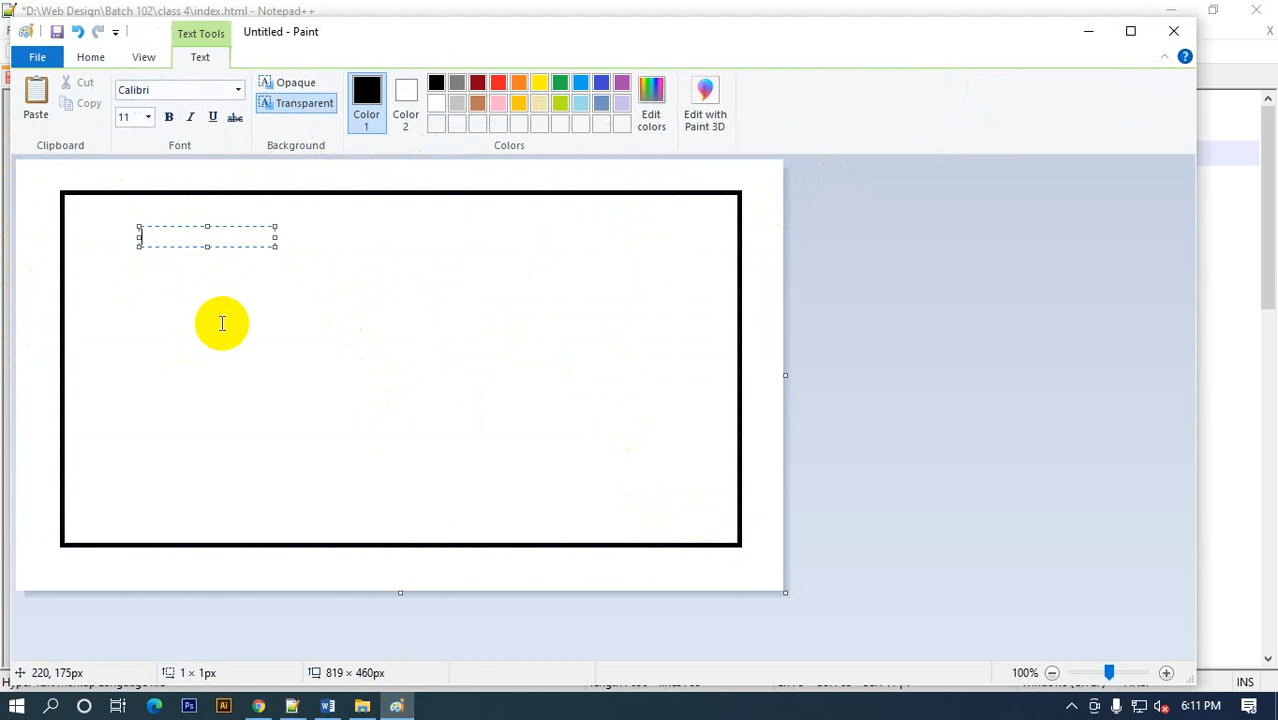 *D:\Web Design\Batch 102\class 4\index.html - Notepad++
Text Tools
Untitled - Paint
File
Home
View
Text
Paste
Cut
Copy
Clipboard
Calibri
11
B I U abc
Font
Opaque
Transparent
Background
Color 1
Color 2
Edit colors
Colors
Edit with Paint 3D
X
220, 175px
1 × 1px
819 × 460px
100%
INS
Ps
Ai
6:11 PM